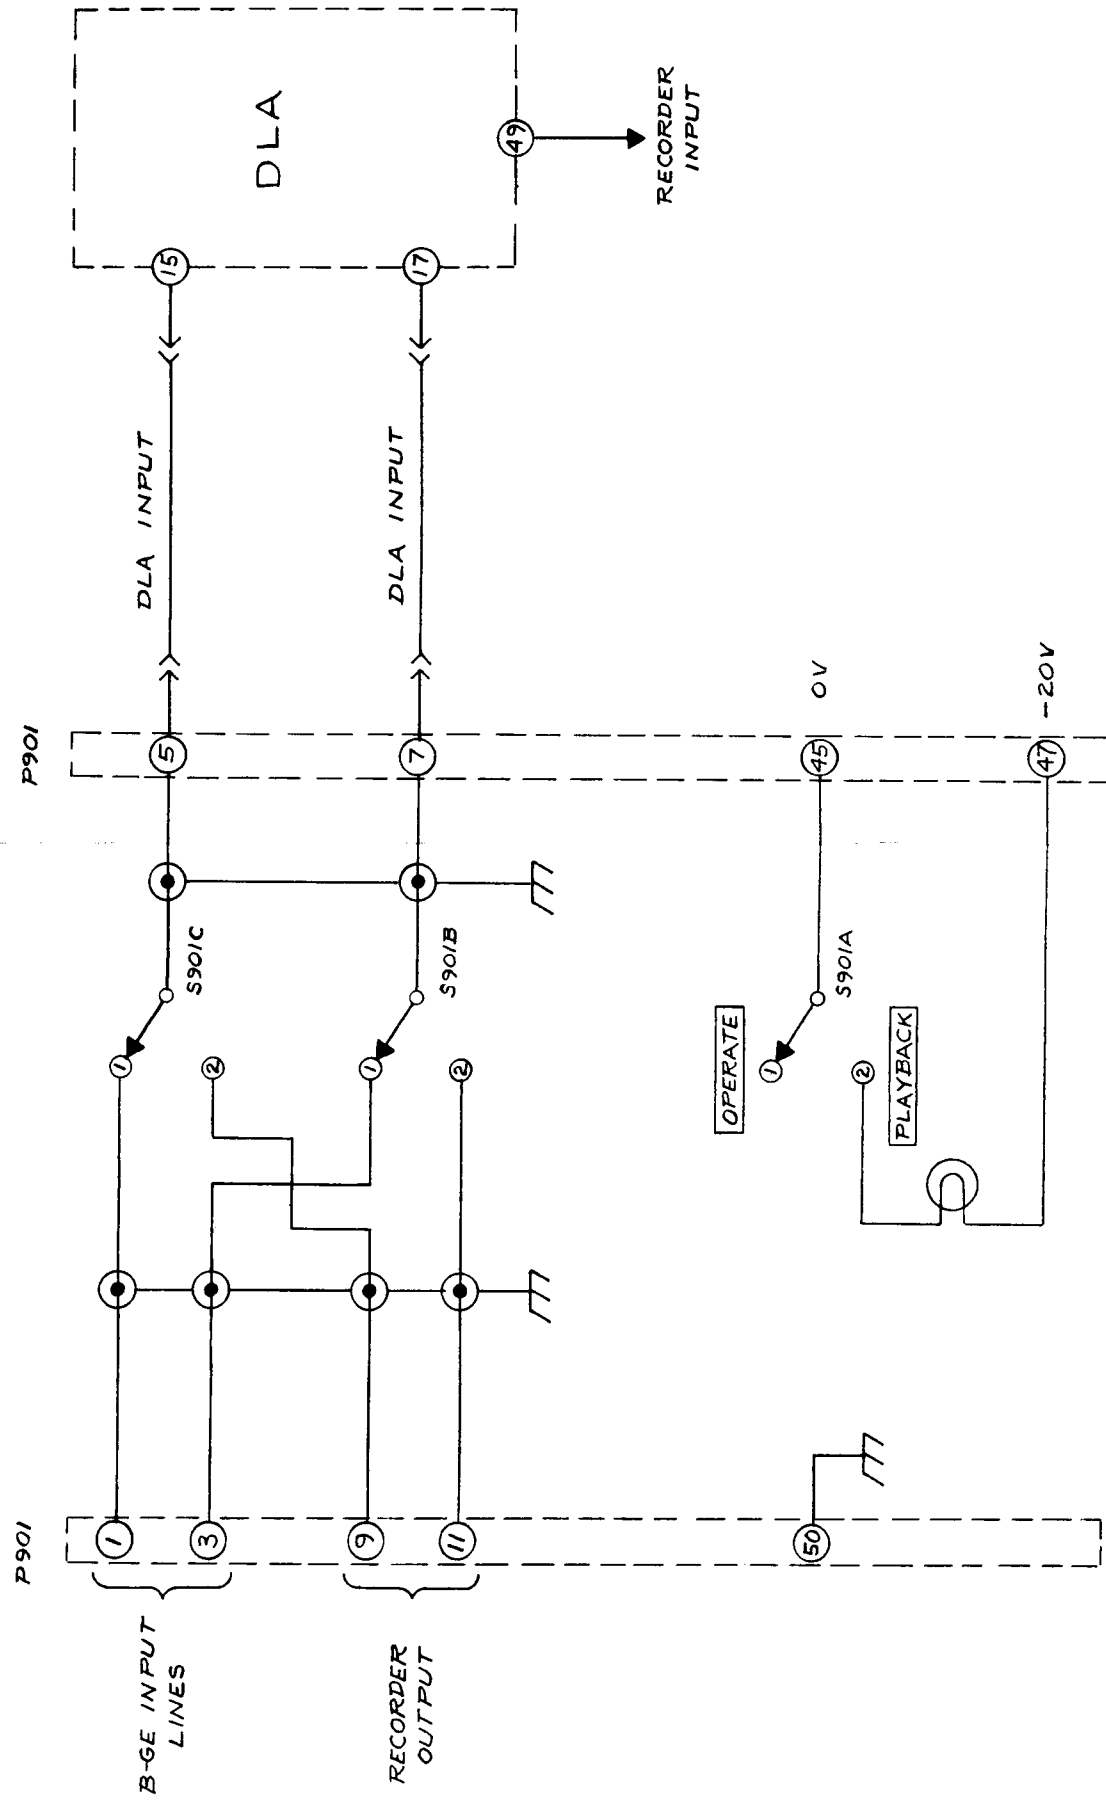 P901
P901
B-GE INPUT
LINES
1
3
RECORDER
OUTPUT
9
11
50
1
2
S901C
1
2
S901B
5
7
DLA INPUT
DLA INPUT
15
17
DLA
49
RECORDER
INPUT
OPERATE
1
2
PLAYBACK
S901A
45
0V
47
-20V